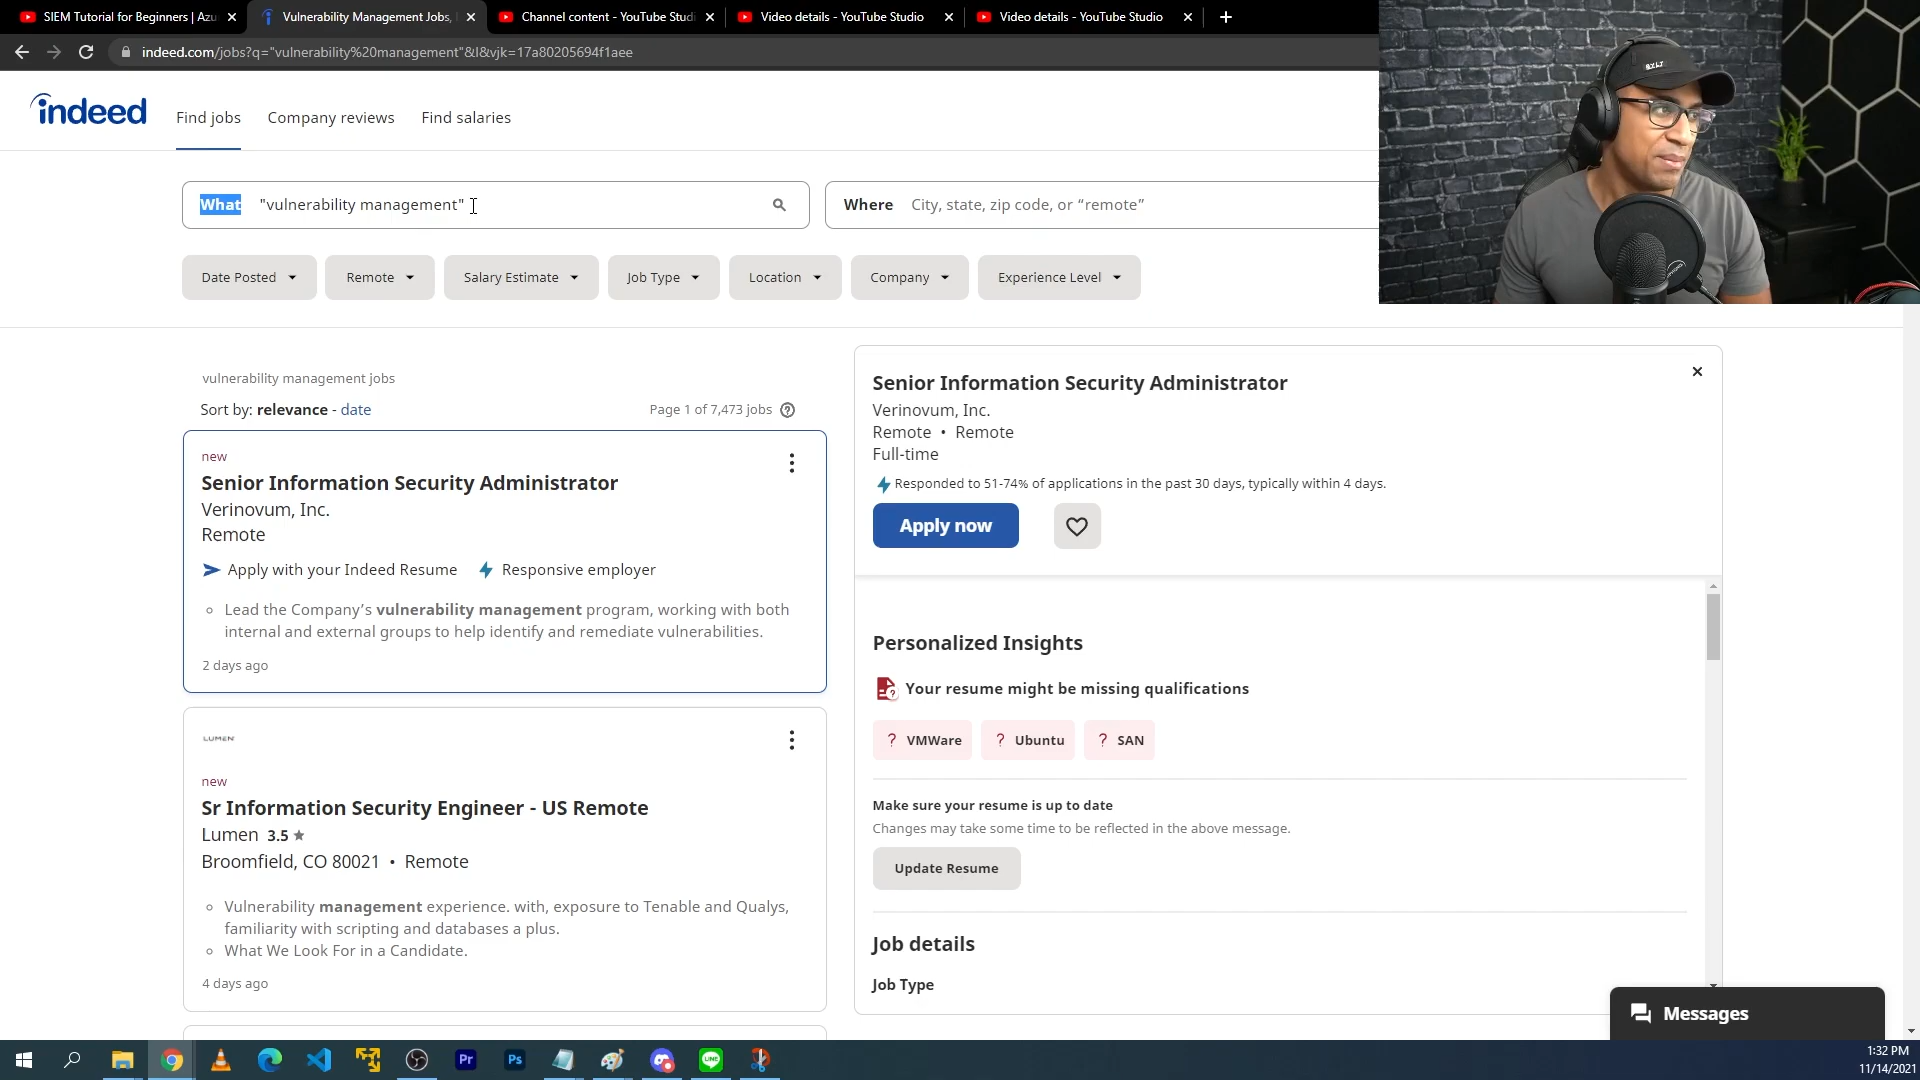 SIEM Tutorial for Beginners | Azu
Vulnerability Management Jobs,
Channel content - YouTube Studi
Video details - YouTube Studio
Video details - YouTube Studio
indeed.com/jobs?q="vulnerability%20management"&l&vjk=17a80205694f1aee
indeed
Find jobs
Company reviews
Find salaries
What "vulnerability management"
Where City, state, zip code, or “remote”
Date Posted
Remote
Salary Estimate
Job Type
Location
Company
Experience Level
vulnerability management jobs
Sort by: relevance - date
Page 1 of 7,473 jobs
new
Senior Information Security Administrator
Verinovum, Inc.
Remote
Apply with your Indeed Resume
Responsive employer
Lead the Company’s vulnerability management program, working with both
internal and external groups to help identify and remediate vulnerabilities.
2 days ago
LUMEN
new
Sr Information Security Engineer - US Remote
Lumen 3.5
Broomfield, CO 80021 • Remote
Vulnerability management experience. with, exposure to Tenable and Qualys,
familiarity with scripting and databases a plus.
What We Look For in a Candidate.
4 days ago
Senior Information Security Administrator
Verinovum, Inc.
Remote • Remote
Full-time
Responded to 51-74% of applications in the past 30 days, typically within 4 days.
Apply now
Personalized Insights
Your resume might be missing qualifications
? VMWare
? Ubuntu
? SAN
Make sure your resume is up to date
Changes may take some time to be reflected in the above message.
Update Resume
Job details
Job Type
Messages
Pr
Ps
LINE
1:32 PM
11/14/2021